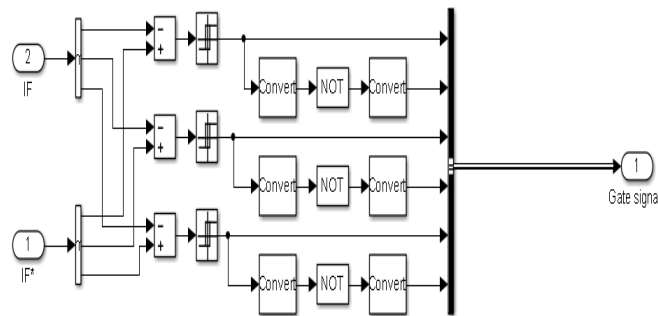 2
IF
1
IF*
−
+
−
+
−
+
Convert
NOT
Convert
Convert
NOT
Convert
Convert
NOT
Convert
1
Gate signa